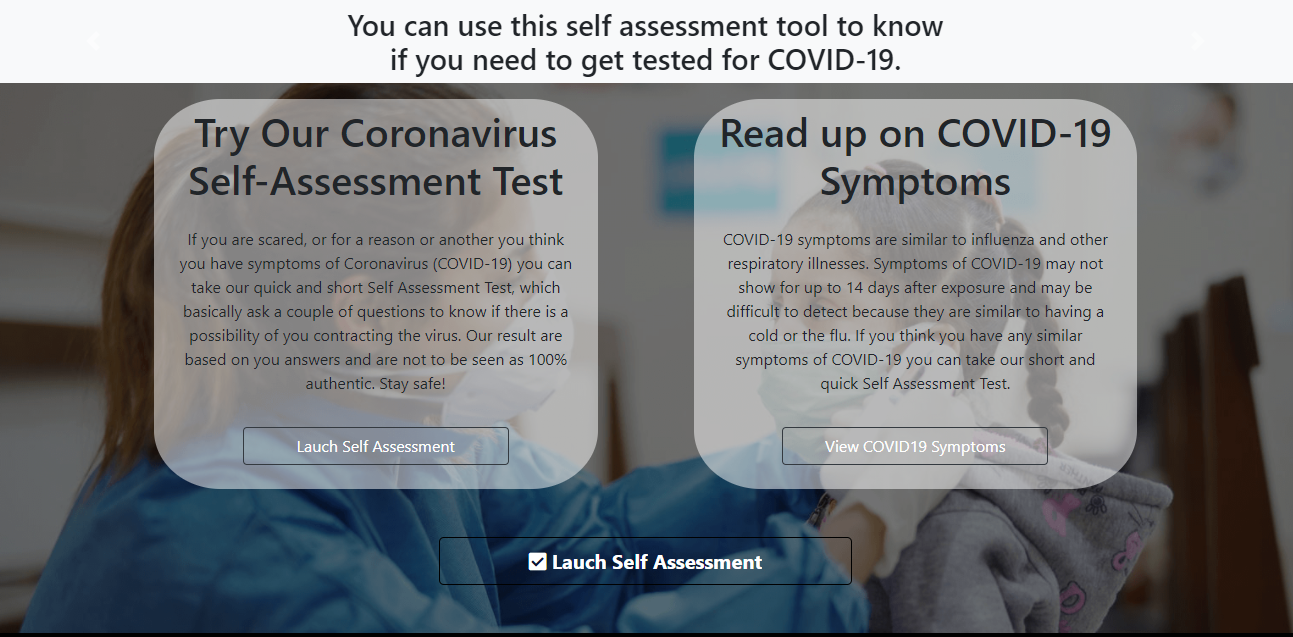 You can use this self assessment tool to know
if you need to get tested for COVID-19.
Try Our Coronavirus
Self-Assessment Test
If you are scared, or for a reason or another you think
you have symptoms of Coronavirus (COVID-19) you can
take our quick and short Self Assessment Test, which
basically ask a couple of questions to know if there is a
possibility of you contracting the virus. Our result are
based on you answers and are not to be seen as 100%
authentic. Stay safe!
Lauch Self Assessment
Read up on COVID-19
Symptoms
COVID-19 symptoms are similar to influenza and other
respiratory illnesses. Symptoms of COVID-19 may not
show for up to 14 days after exposure and may be
difficult to detect because they are similar to having a
cold or the flu. If you think you have any similar
symptoms of COVID-19 you can take our short and
quick Self Assessment Test.
View COVID19 Symptoms
Lauch Self Assessment